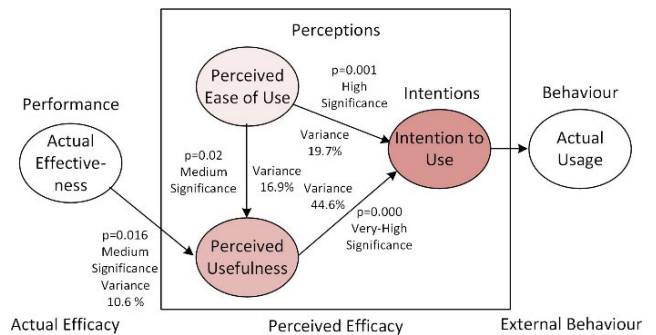 Perceptions
Perceived
Ease of Use
p=0.001
High
Significance
Performance
Intentions
Behaviour
Actual
Effective-
ness
Variance
19.7%
Intention to
Use
Actual
Usage
p=0.02
Medium
Significance
Variance
16.9%
Variance
44.6%
p=0.000
Very-High
Significance
Perceived
Usefulness
p=0.016
Medium
Significance
Variance
10.6 %
Actual Efficacy
Perceived Efficacy
External Behaviour